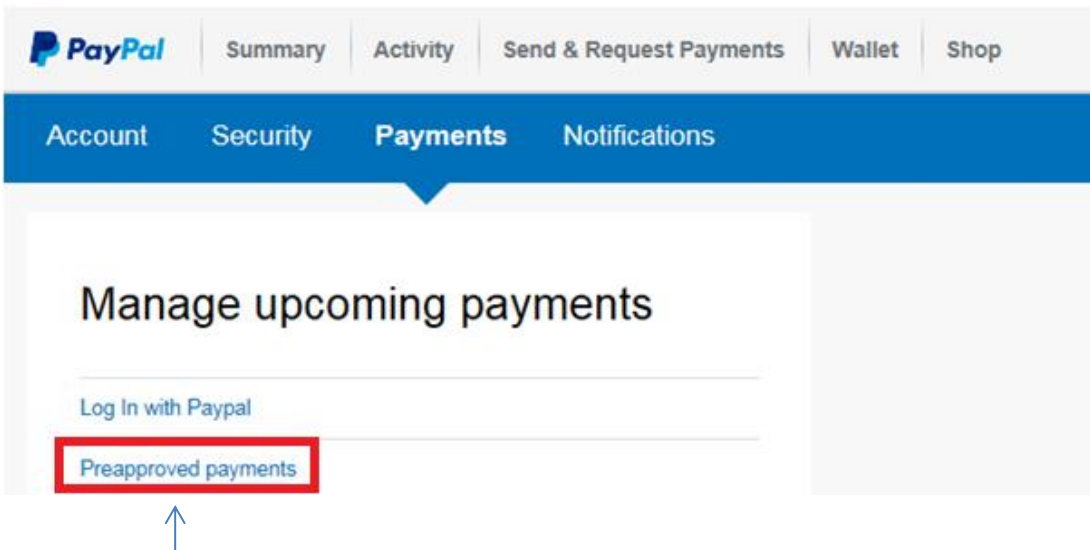 PayPal Summary Activity Send & Request Payments Wallet Shop
Account Security Payments Notifications
Manage upcoming payments
Log In with Paypal
Preapproved payments